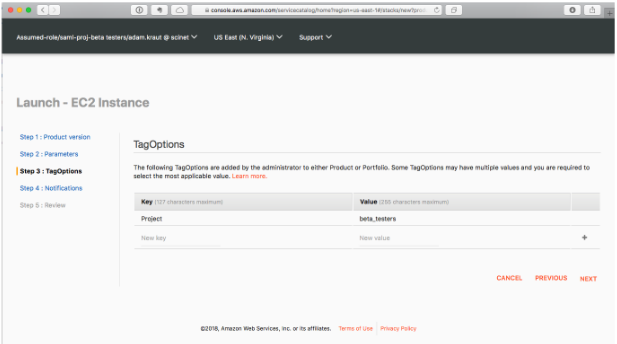 console.aws.amazon.com/servicecatalog/home?region=us-east-1#/stacks/new?prod
Assumed-role/sami-proj-beta testers/adam.kraut @ scinet
US East (N. Virginia)
Support
Launch - EC2 Instance
Step 1 : Product version
Step 2 : Parameters
Step 3 : TagOptions
Step 4 : Notifications
Step 5 : Review
TagOptions
The following TagOptions are added by the administrator to either Product or Portfolio. Some TagOptions may have multiple values and you are required to
select the most applicable value. Learn more.
Key (127 characters maximum)
Value (255 characters maximum)
Project
beta_testers
New key
New value
+
CANCEL
PREVIOUS
NEXT
©2018, Amazon Web Services, Inc. or its affiliates.
Terms of Use
Privacy Policy